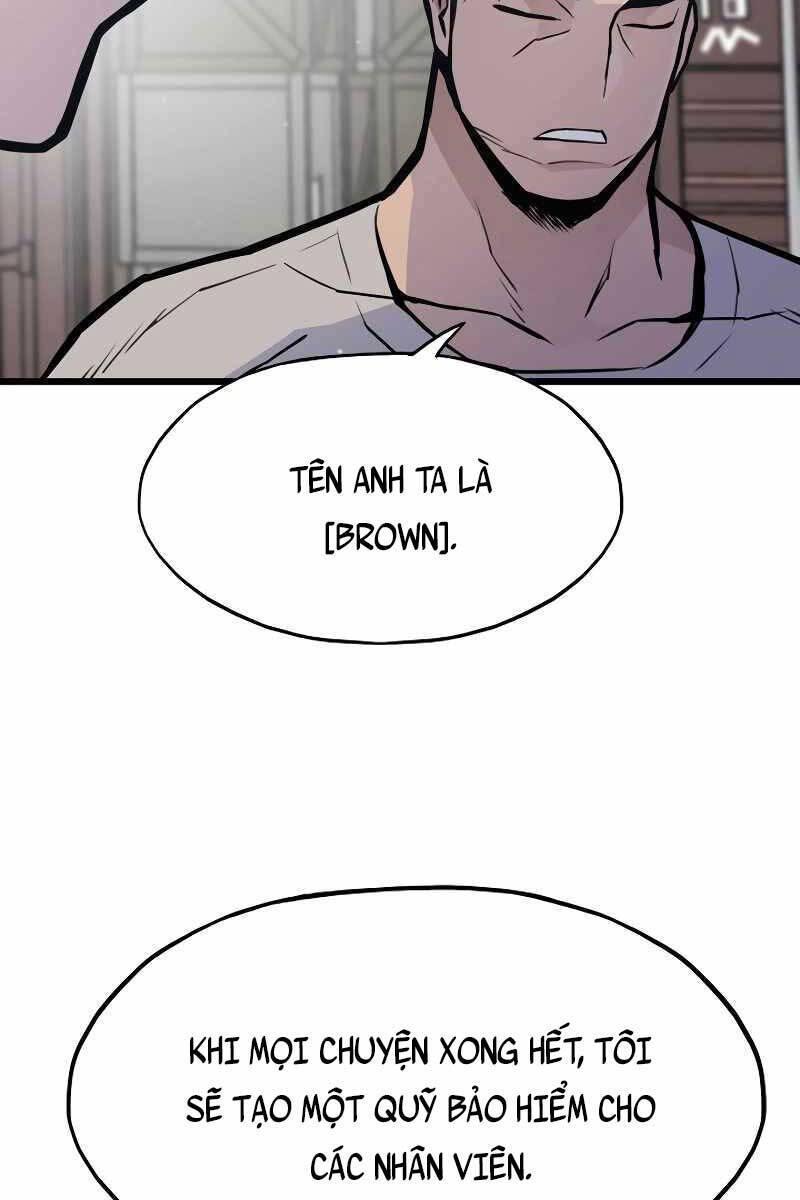 TÊN ANH TA LÀ
[BROWN].
KHI MỌI CHUYỆN XONG HẾT, TÔI
SẼ TẠO MỘT QUỸ BẢO HIỂM CHO
CÁC NHÂN VIÊN.